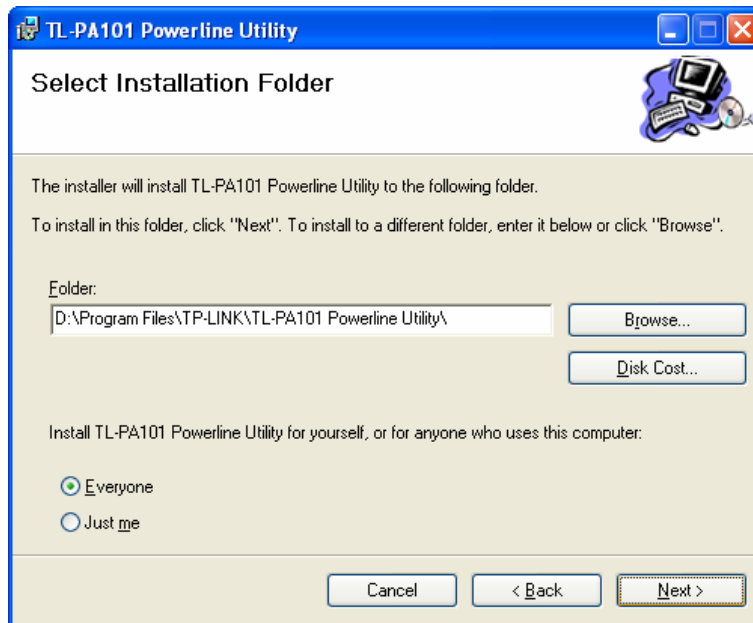 TL-PA101 Powerline Utility
Select Installation Folder
The installer will install TL-PA101 Powerline Utility to the following folder.
To install in this folder, click "Next". To install to a different folder, enter it below or click "Browse".
Folder:
D:\Program Files\TP-LINK\TL-PA101 Powerline Utility\
Browse...
Disk Cost...
Install TL-PA101 Powerline Utility for yourself, or for anyone who uses this computer:
Everyone
Just me
Cancel
< Back
Next >